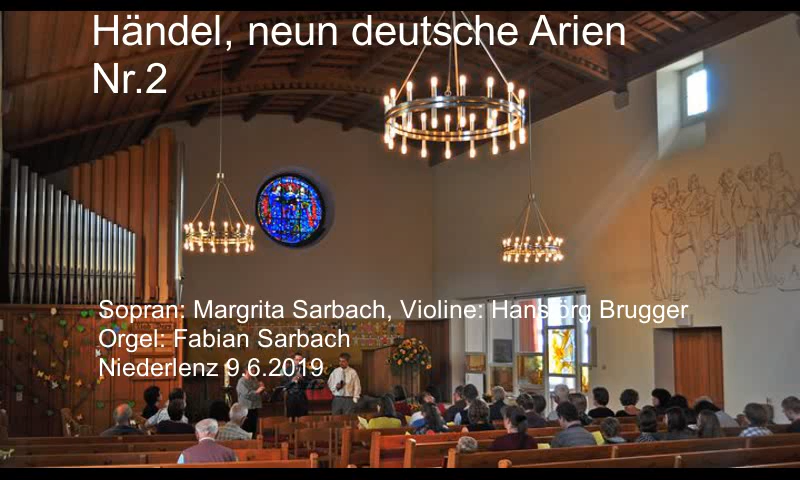 Händel, neun deutsche Arien
Nr.2
Sopran: Margrita Sarbach, Violine: Hansjörg Brugger
Orgel: Fabian Sarbach
Niederlenz 9.6.2019